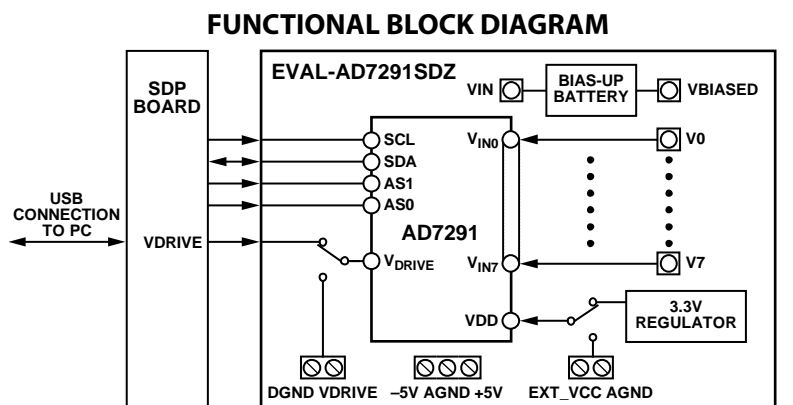 FUNCTIONAL BLOCK DIAGRAM
EVAL-AD7291SDZ
SDP
BOARD
VIN
BIAS-UP
BATTERY
VBIASED
SCL
SDA
AS1
AS0
VIN0
V0
AD7291
USB
CONNECTION
TO PC
VDRIVE
VDRIVE
VIN7
V7
VDD
3.3V
REGULATOR
DGND VDRIVE
–5V AGND +5V
EXT_VCC AGND